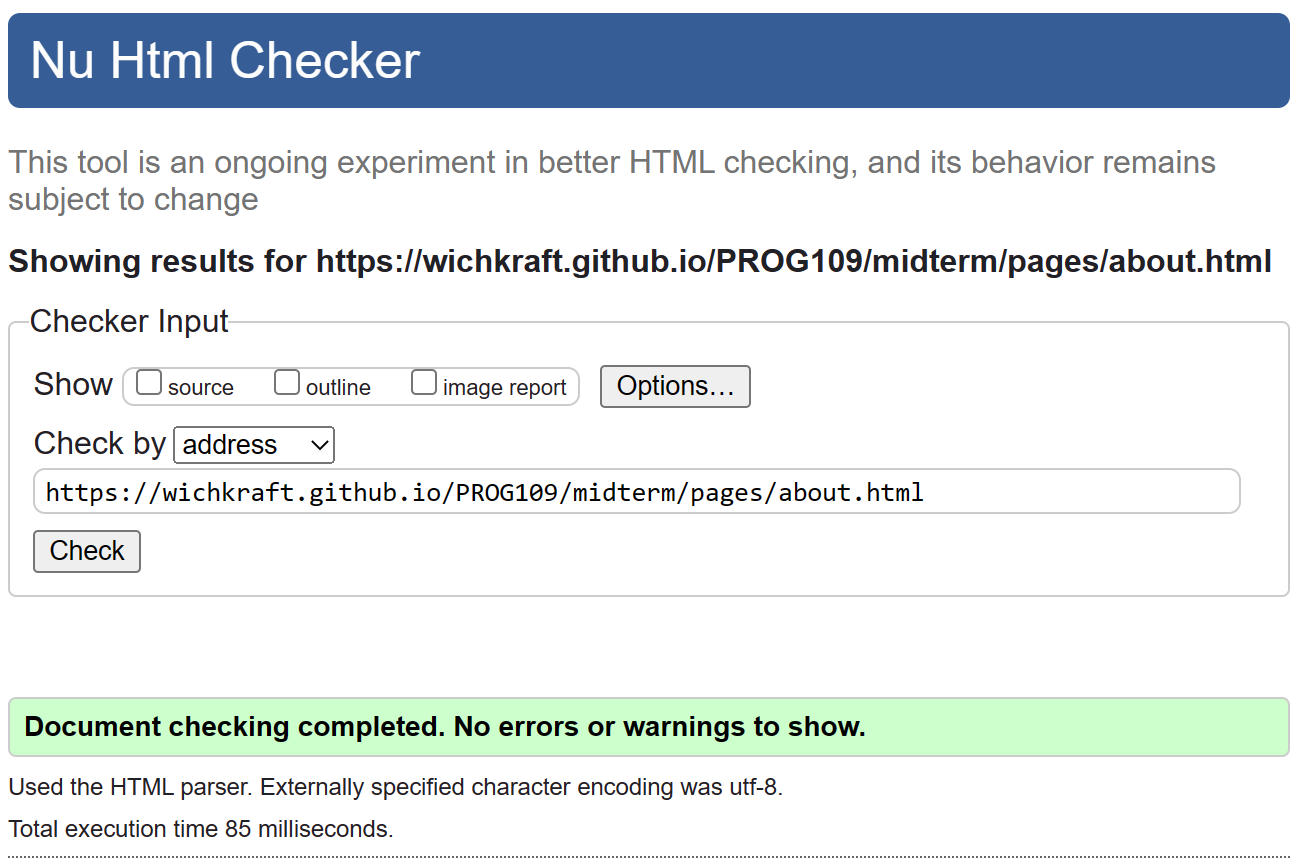 Nu Html Checker
This tool is an ongoing experiment in better HTML checking, and its behavior remains
subject to change
Showing results for https://wichkraft.github.io/PROG109/midterm/pages/about.html
Checker Input
Show source outline image report Options…
Check by address
https://wichkraft.github.io/PROG109/midterm/pages/about.html
Check
Document checking completed. No errors or warnings to show.
Used the HTML parser. Externally specified character encoding was utf-8.
Total execution time 85 milliseconds.